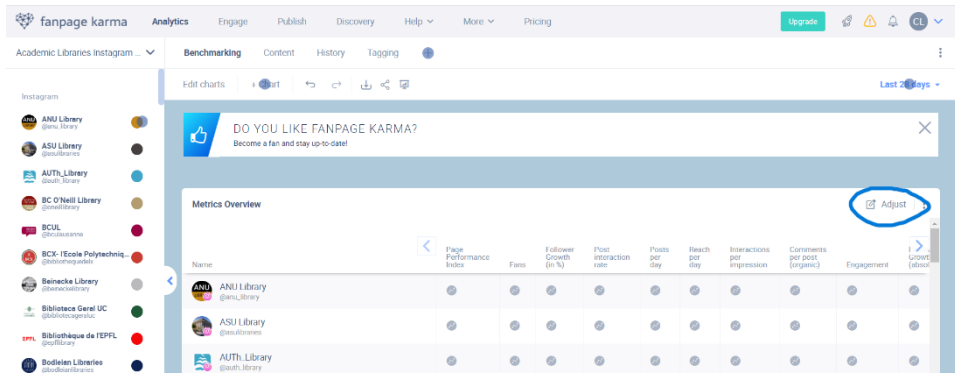 fanpage karma Analytics Engage Publish Discovery Help More Pricing Upgrade CL
Academic Libraries Instagram ... Benchmarking Content History Tagging
Edit charts Last 28 days
Instagram
ANU Library
@anu_library
ASU Library
@asulibraries
AUTh_Library
@auth_library
BC O'Neill Library
@oneilllibrary
BCUL
@bculausanne
BCX- l'Ecole Polytechniq...
@bibliothequedelx
Beinecke Library
@beineckelibrary
Biblioteca Geral UC
@bibliotecageraluc
Bibliothèque de l'EPFL
@epfllibrary
Bodleian Libraries
@bodleianlibraries
DO YOU LIKE FANPAGE KARMA?
Become a fan and stay up-to-date!
Metrics Overview Adjust
Name
Page Performance Index
Fans
Follower Growth (in %)
Post interaction rate
Posts per day
Reach per day
Interactions per impression
Comments per post (organic)
Engagement
ANU Library
@anu_library
ASU Library
@asulibraries
AUTh_Library
@auth_library